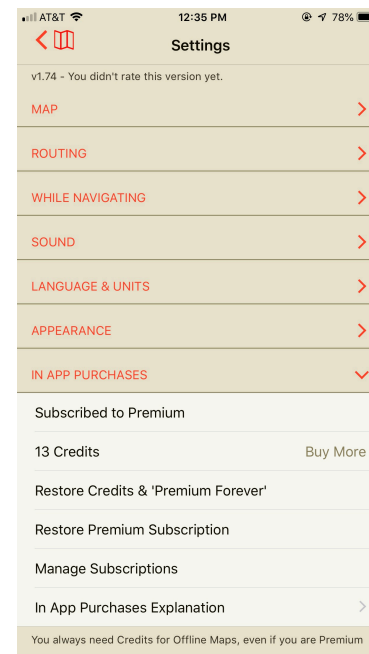 AT&T 12:35 PM 78%
Settings
v1.74 - You didn't rate this version yet.
MAP
ROUTING
WHILE NAVIGATING
SOUND
LANGUAGE & UNITS
APPEARANCE
IN APP PURCHASES
Subscribed to Premium
13 Credits Buy More
Restore Credits & 'Premium Forever'
Restore Premium Subscription
Manage Subscriptions
In App Purchases Explanation
You always need Credits for Offline Maps, even if you are Premium